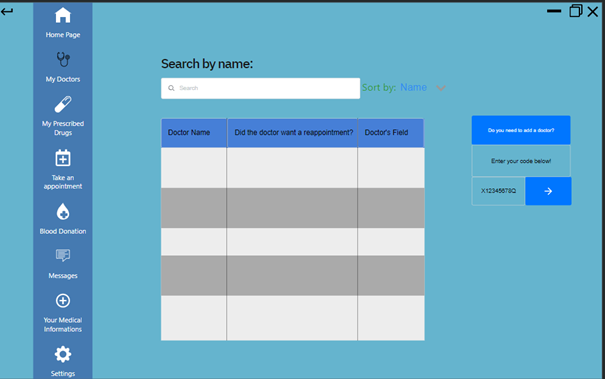 Home Page
My Doctors
My Prescribed
Drugs
Take an
appointment
Blood Donation
Messages
Your Medical
Informations
Settings
Search by name:
Search
Sort by: Name
Doctor Name
Did the doctor want a reappointment?
Doctor's Field
Do you need to add a doctor?
Enter your code below!
X12345673Q